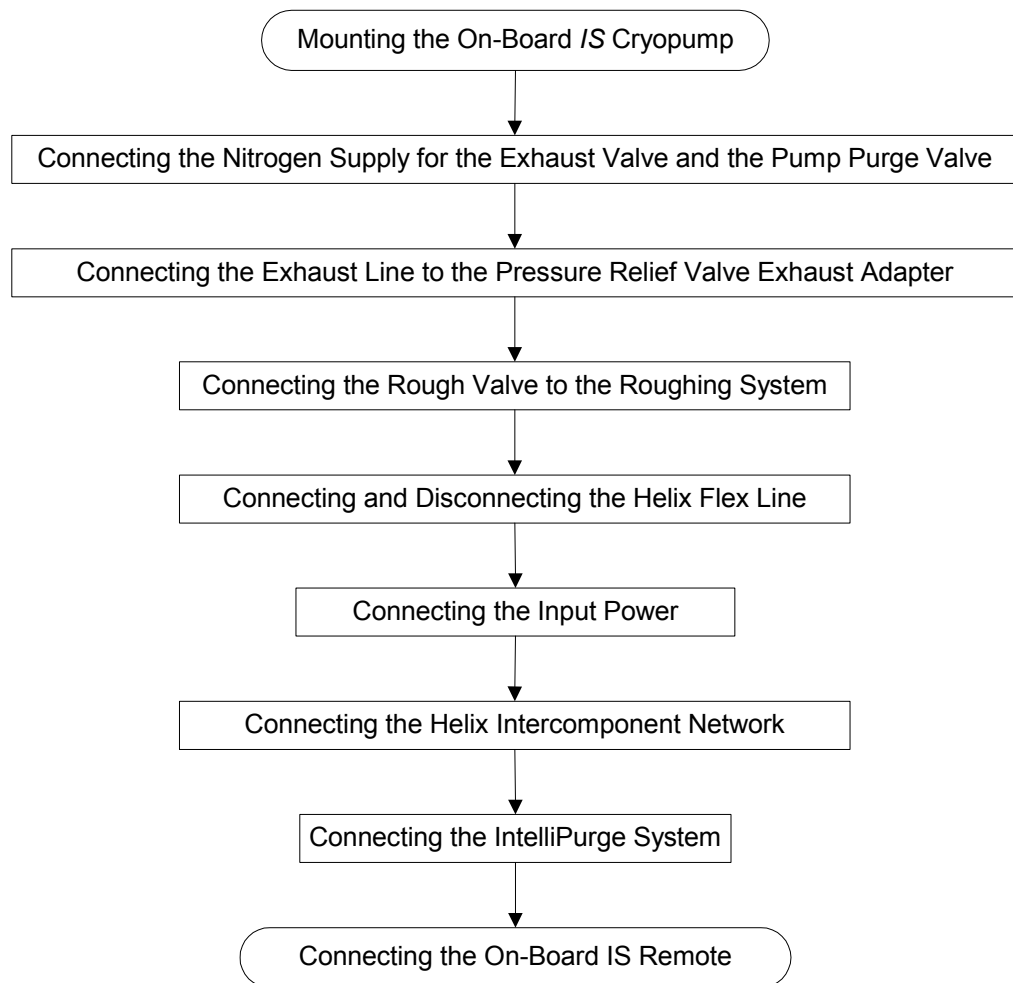 Mounting the On-Board IS Cryopump
Connecting the Nitrogen Supply for the Exhaust Valve and the Pump Purge Valve
Connecting the Exhaust Line to the Pressure Relief Valve Exhaust Adapter
Connecting the Rough Valve to the Roughing System
Connecting and Disconnecting the Helix Flex Line
Connecting the Input Power
Connecting the Helix Intercomponent Network
Connecting the IntelliPurge System
Connecting the On-Board IS Remote